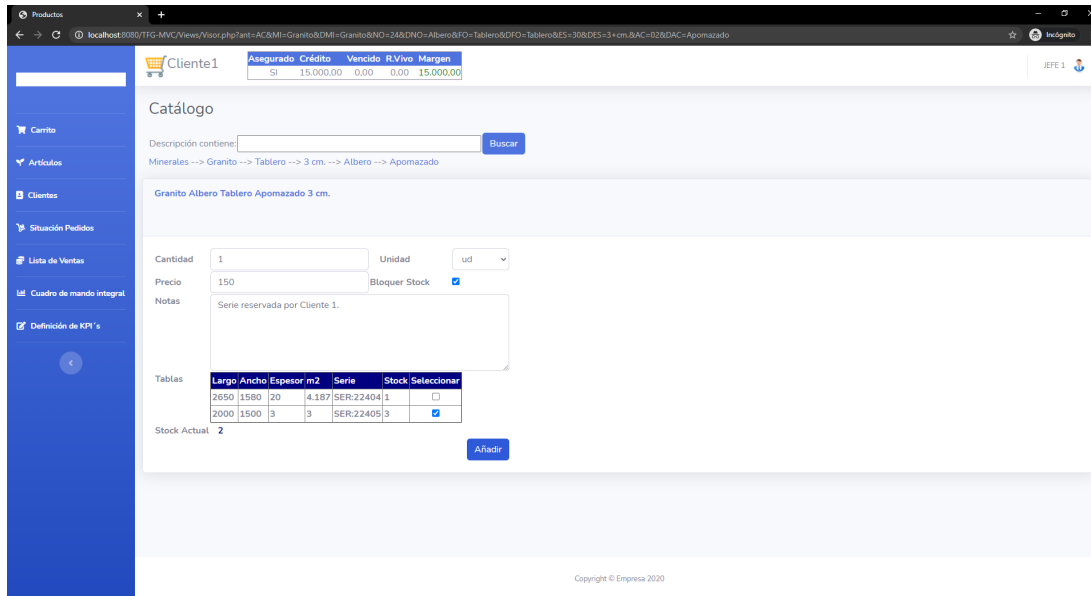 Productos
localhost:8080/TFG-MVC/Views/Visor.php?ant=AC&MI=Granito&DMI=Granito&NO=24&DNO=Albero&FO=Tablero&DFO=Tablero&ES=30&DES=3+cm.&AC=02&DAC=Apomazado
Incógnito
Cliente1
Asegurado Crédito Vencido R.Vivo Margen
SI 15.000,00 0,00 0,00 15.000,00
JEFE 1
Carrito
Artículos
Clientes
Situación Pedidos
Lista de Ventas
Cuadro de mando integral
Definición de KPI´s
Catálogo
Descripción contiene:
Buscar
Minerales --> Granito --> Tablero --> 3 cm. --> Albero --> Apomazado
Granito Albero Tablero Apomazado 3 cm.
Cantidad 1 Unidad ud
Precio 150 Bloquer Stock
Notas Serie reservada por Cliente 1.
Tablas
Largo Ancho Espesor m2 Serie Stock Seleccionar
2650 1580 20 4.187 SER:22404 1
2000 1500 3 3 SER:22405 3
Stock Actual 2
Añadir
Copyright © Empresa 2020